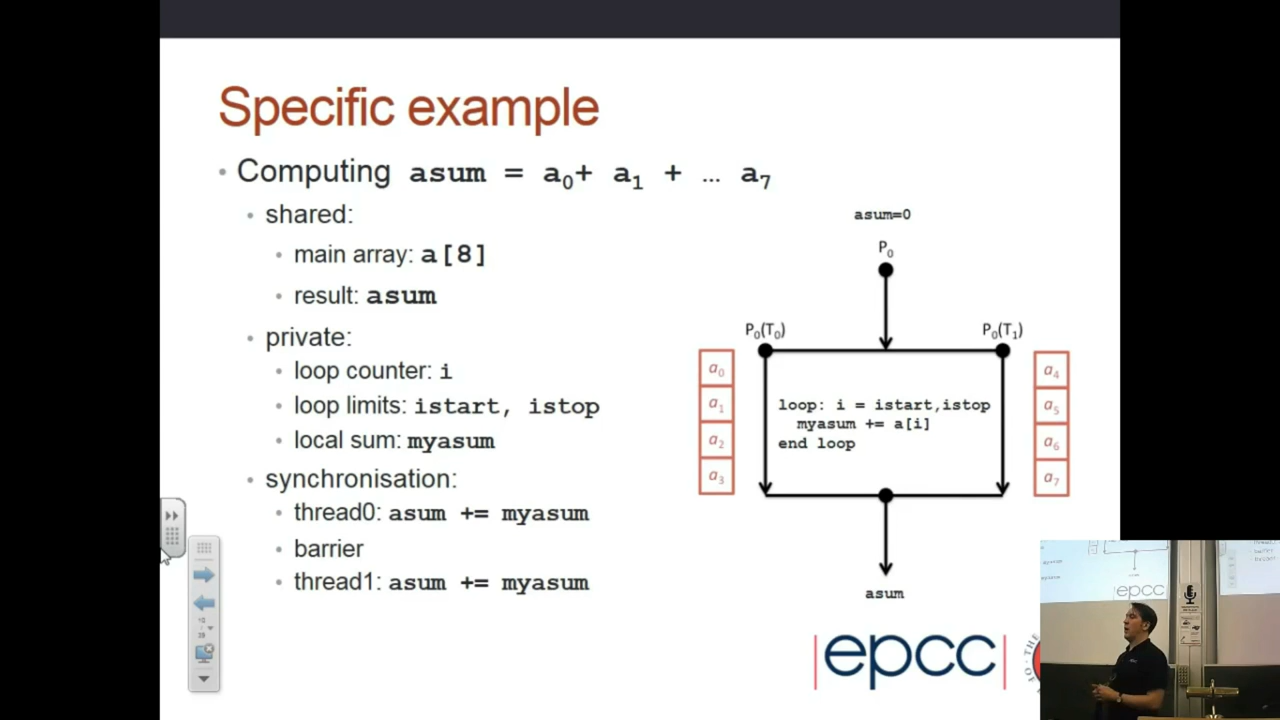 Specific example
• Computing asum = a0+ a1 + … a7
• shared:
• main array: a[8]
• result: asum
• private:
• loop counter: i
• loop limits: istart, istop
• local sum: myasum
• synchronisation:
• thread0: asum += myasum
• barrier
• thread1: asum += myasum
asum=0
P0
P0(T0)
P0(T1)
a0
a1
a2
a3
loop: i = istart,istop
myasum += a[i]
end loop
a4
a5
a6
a7
asum
epcc
THE
epcc